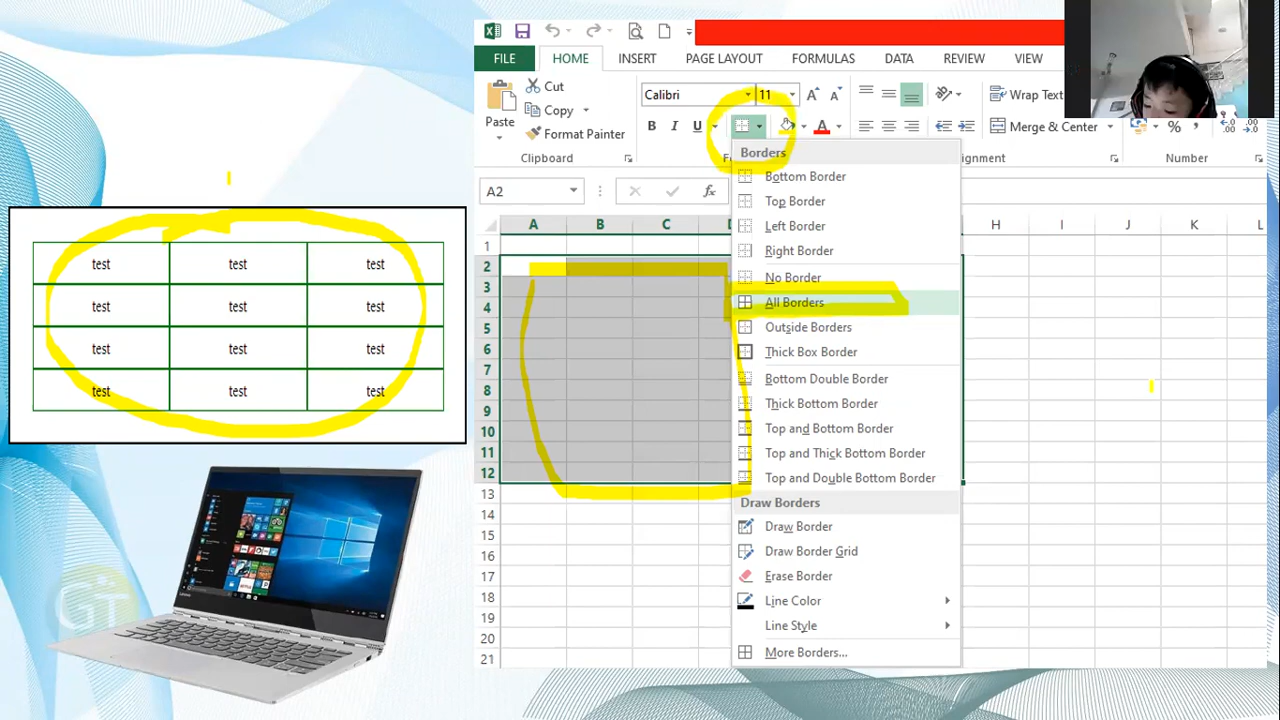 FILE HOME INSERT PAGE LAYOUT FORMULAS DATA REVIEW VIEW
Cut
Copy
Format Painter
Paste
Clipboard
Calibri 11
B I U A
Wrap Text
Merge & Center
% ,
Alignment
Number
A2
fx
A B C H I J K L
1
2
3
4
5
6
7
8
9
10
11
12
13
14
15
16
17
18
19
20
21
Borders
Bottom Border
Top Border
Left Border
Right Border
No Border
All Borders
Outside Borders
Thick Box Border
Bottom Double Border
Thick Bottom Border
Top and Bottom Border
Top and Thick Bottom Border
Top and Double Bottom Border
Draw Borders
Draw Border
Draw Border Grid
Erase Border
Line Color
Line Style
More Borders...
test test test
test test test
test test test
test test test